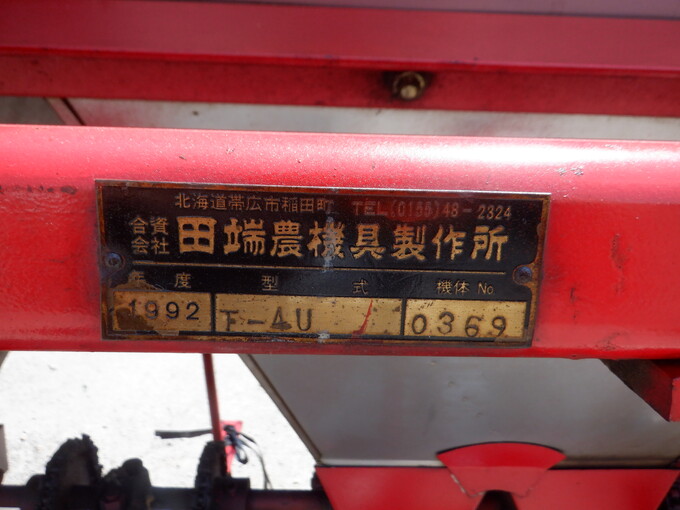 北海道帯広市稲田町 TEL(0155)48-2324
合資会社 田端農機具製作所
年度 型式 機体No
1992 T-4U 0369